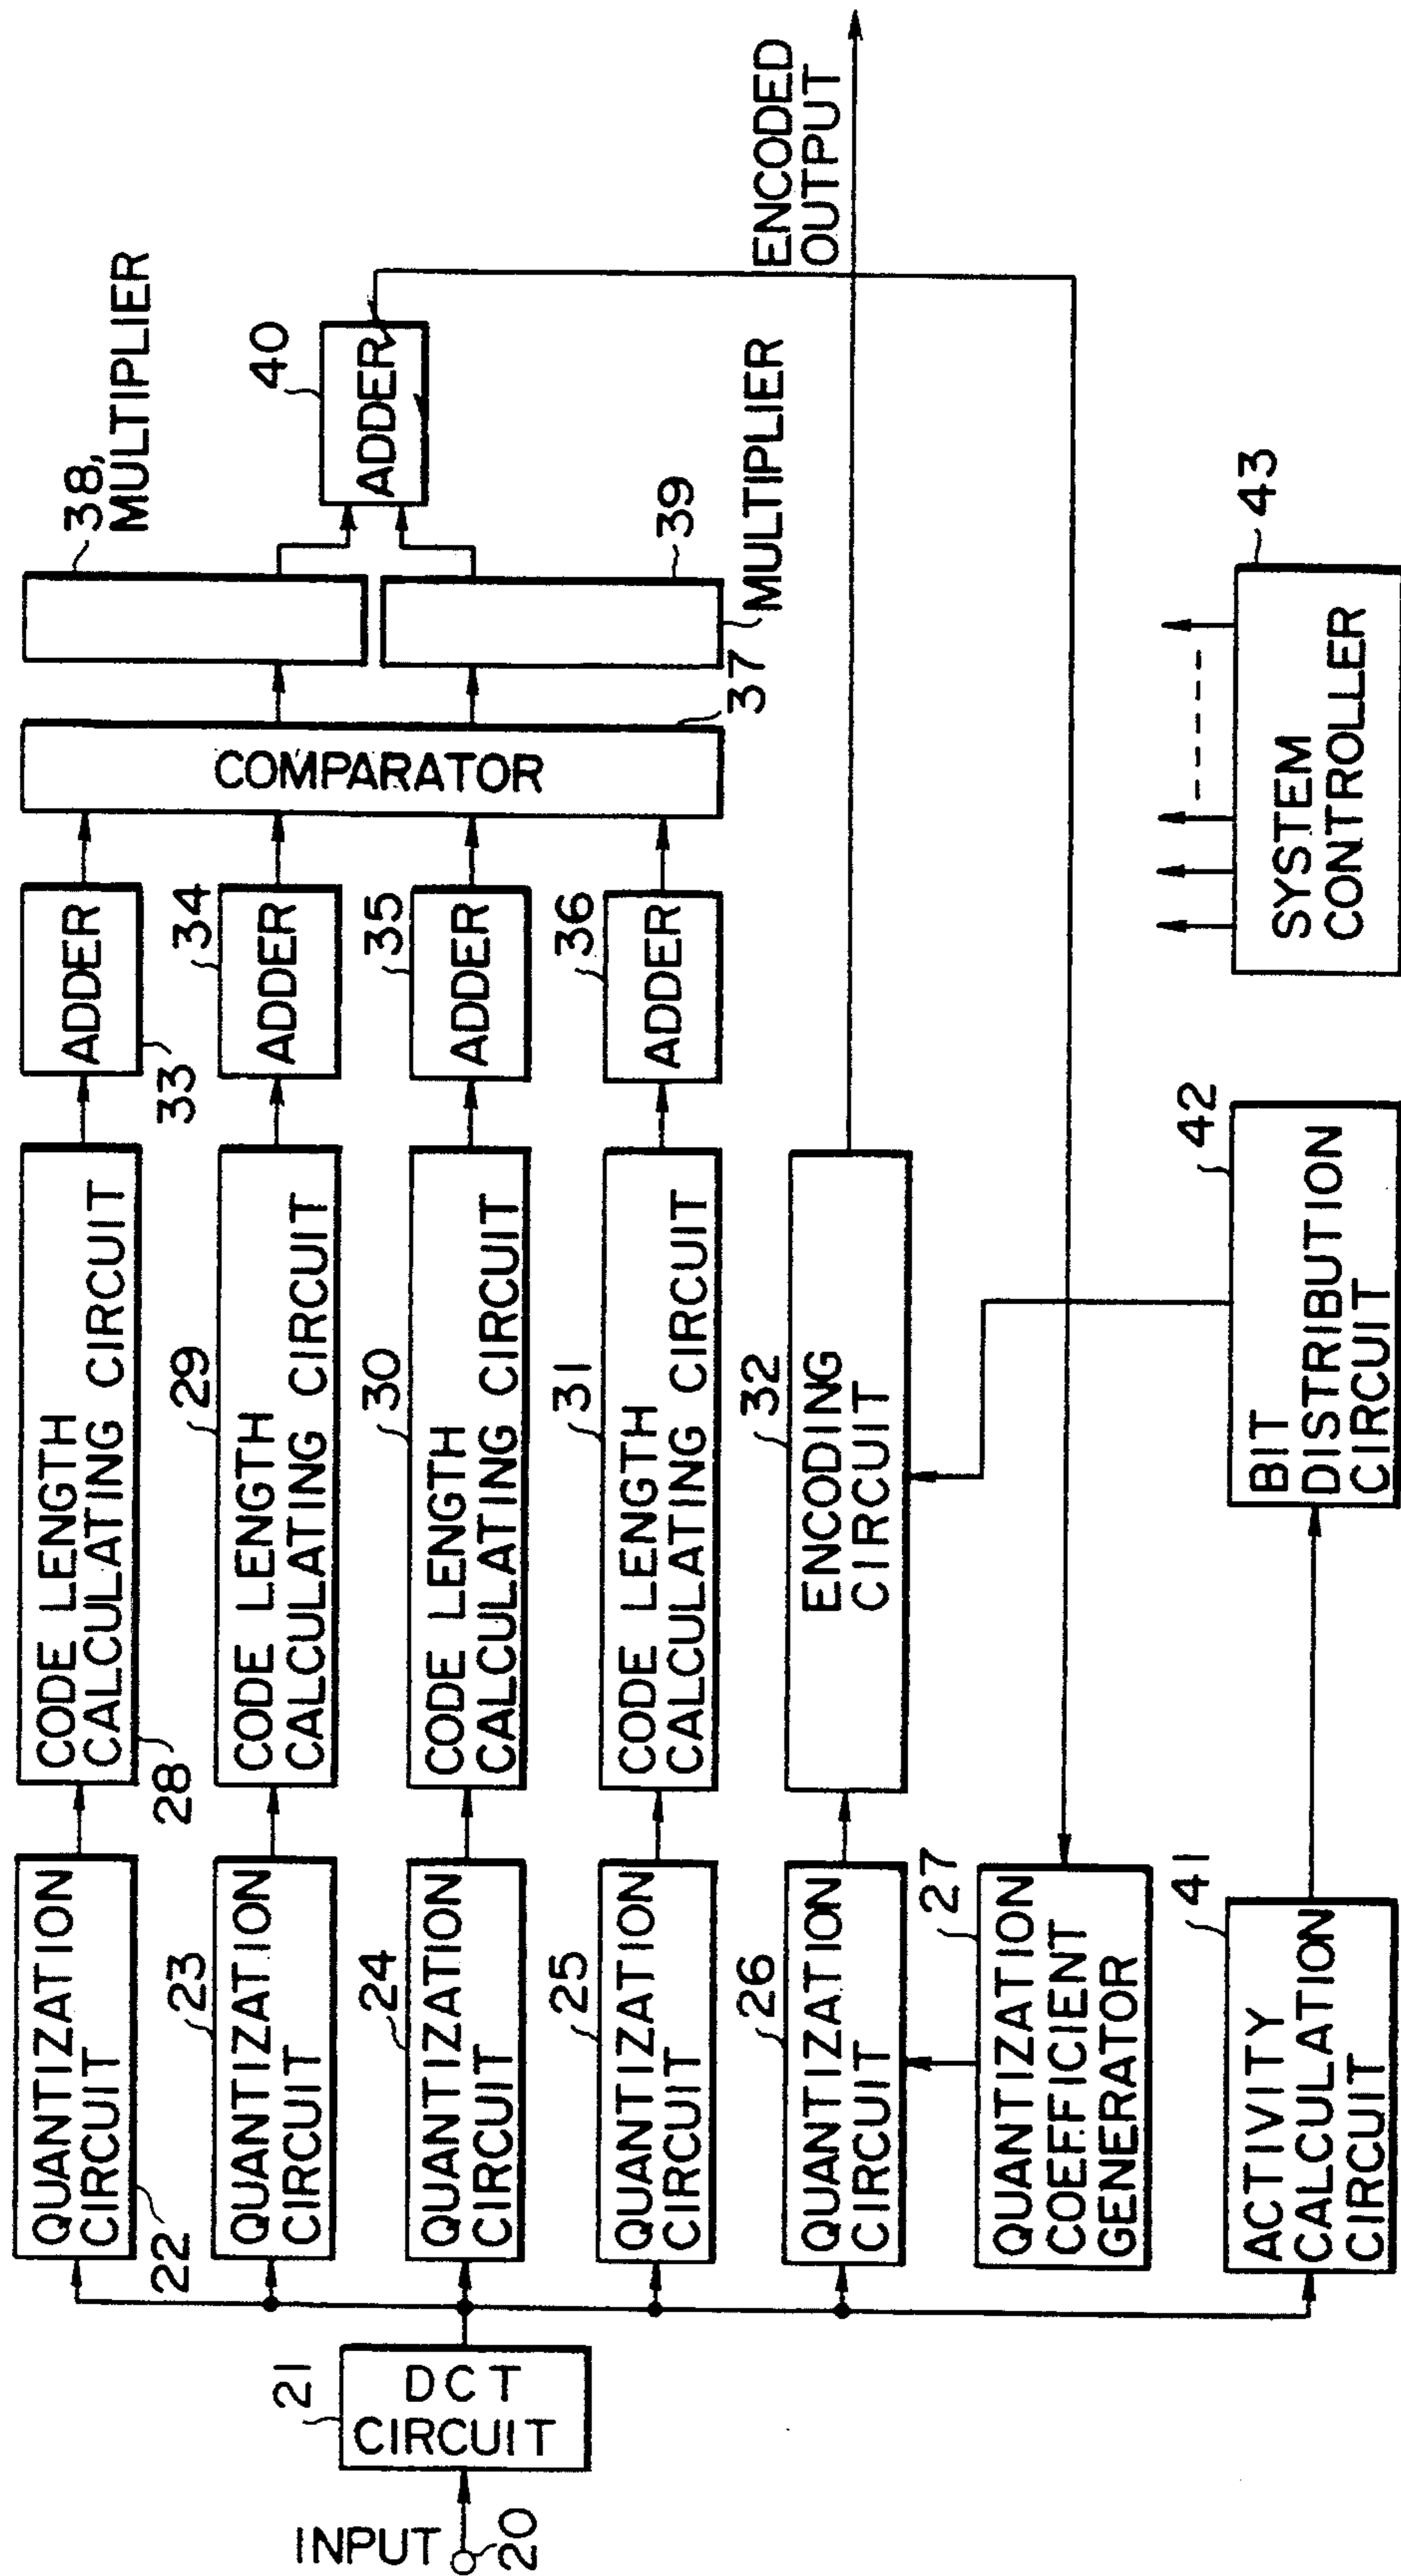 INPUT
20
21
DCT
CIRCUIT
QUANTIZATION
CIRCUIT
22
CODE LENGTH
CALCULATING CIRCUIT
28
ADDER
33
23
QUANTIZATION
CIRCUIT
29
CODE LENGTH
CALCULATING CIRCUIT
34
ADDER
24
QUANTIZATION
CIRCUIT
30
CODE LENGTH
CALCULATING CIRCUIT
35
ADDER
25
QUANTIZATION
CIRCUIT
31
CODE LENGTH
CALCULATING CIRCUIT
36
ADDER
COMPARATOR
37
38,
MULTIPLIER
39
MULTIPLIER
40
ADDER
26
QUANTIZATION
CIRCUIT
32
ENCODING
CIRCUIT
ENCODED
OUTPUT
27
QUANTIZATION
COEFFICIENT
GENERATOR
41
ACTIVITY
CALCULATION
CIRCUIT
42
BIT
DISTRIBUTION
CIRCUIT
43
SYSTEM
CONTROLLER